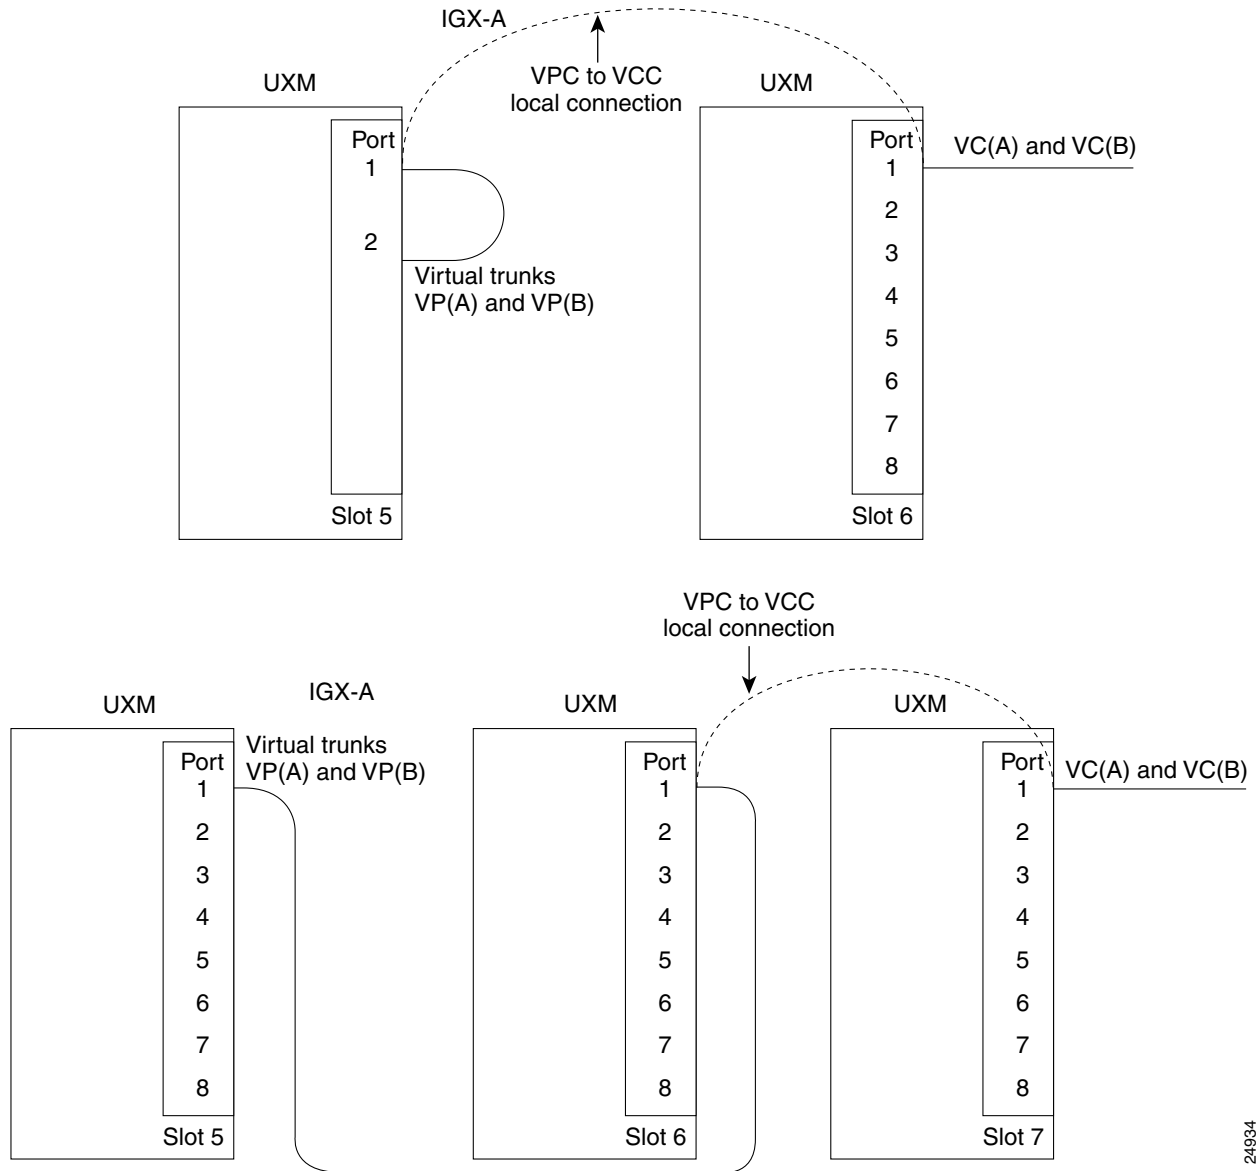 IGX-A
VPC to VCC
local connection
UXM
UXM
Port
1
2
Virtual trunks
VP(A) and VP(B)
Slot 5
Port
1
2
3
4
5
6
7
8
Slot 6
VC(A) and VC(B)
VPC to VCC
local connection
IGX-A
UXM
UXM
UXM
Port
1
2
3
4
5
6
7
8
Slot 5
Virtual trunks
VP(A) and VP(B)
Port
1
2
3
4
5
6
7
8
Slot 6
Port
1
2
3
4
5
6
7
8
Slot 7
VC(A) and VC(B)
24934